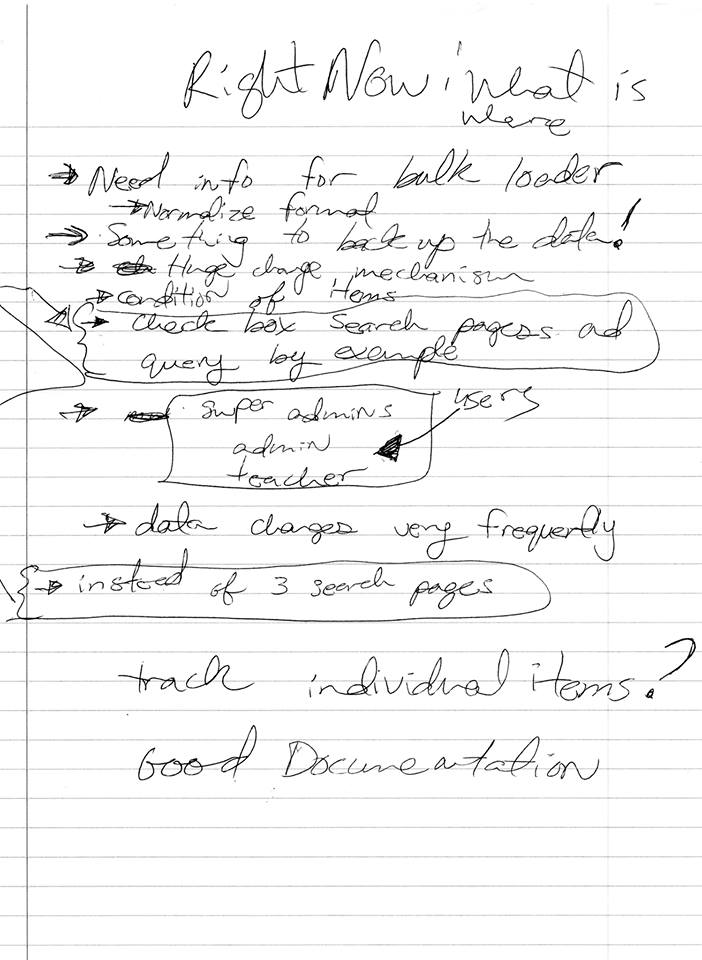 Right Now: What is
where
→ Need info for bulk loader
→ Normalize format
→ Something to back up the data!
→ Huge change mechanism
→ condition of items
→ Check box Search pages and
query by example
→ super admins
users
admin
teacher
→ data changes very frequently
→ instead of 3 search pages
track individual items?
Good Documentation